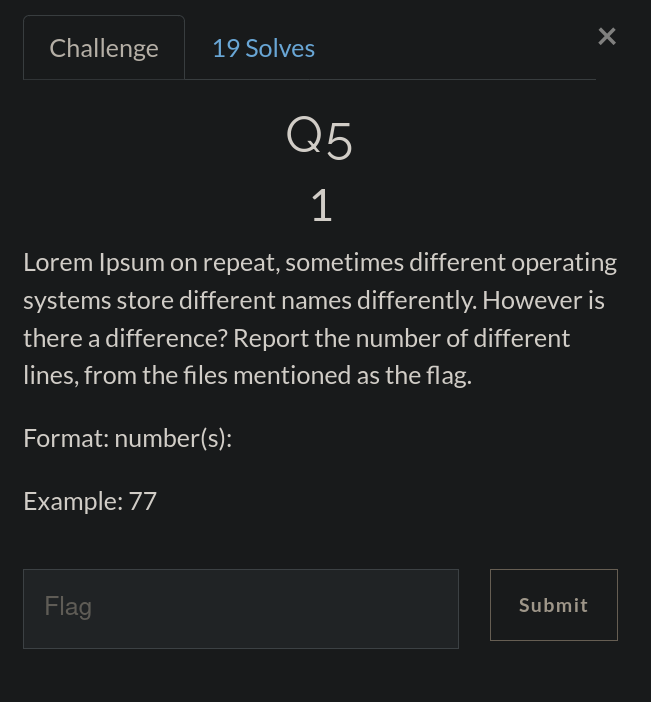 Challenge
19 Solves
×
Q5
1
Lorem Ipsum on repeat, sometimes different operating
systems store different names differently. However is
there a difference? Report the number of different
lines, from the files mentioned as the flag.
Format: number(s):
Example: 77
Flag
Submit